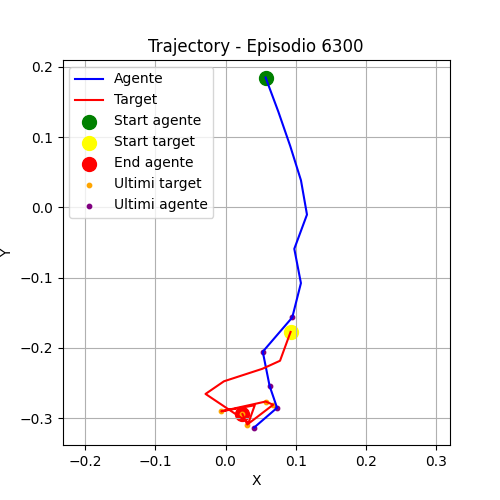 Trajectory - Episodio 6300
Agente
Target
Start agente
Start target
End agente
Ultimi target
Ultimi agente
0.2
0.1
0.0
−0.1
−0.2
−0.3
Y
−0.2
−0.1
0.0
0.1
0.2
0.3
X